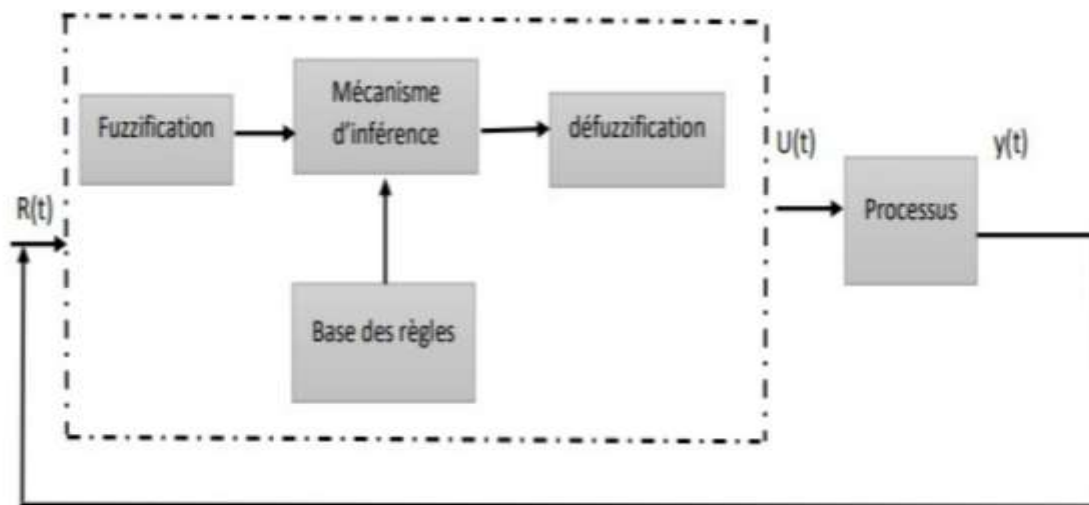 Fuzzification
Mécanisme
d'inférence
défuzzification
R(t)
U(t)
y(t)
Processus
Base des règles